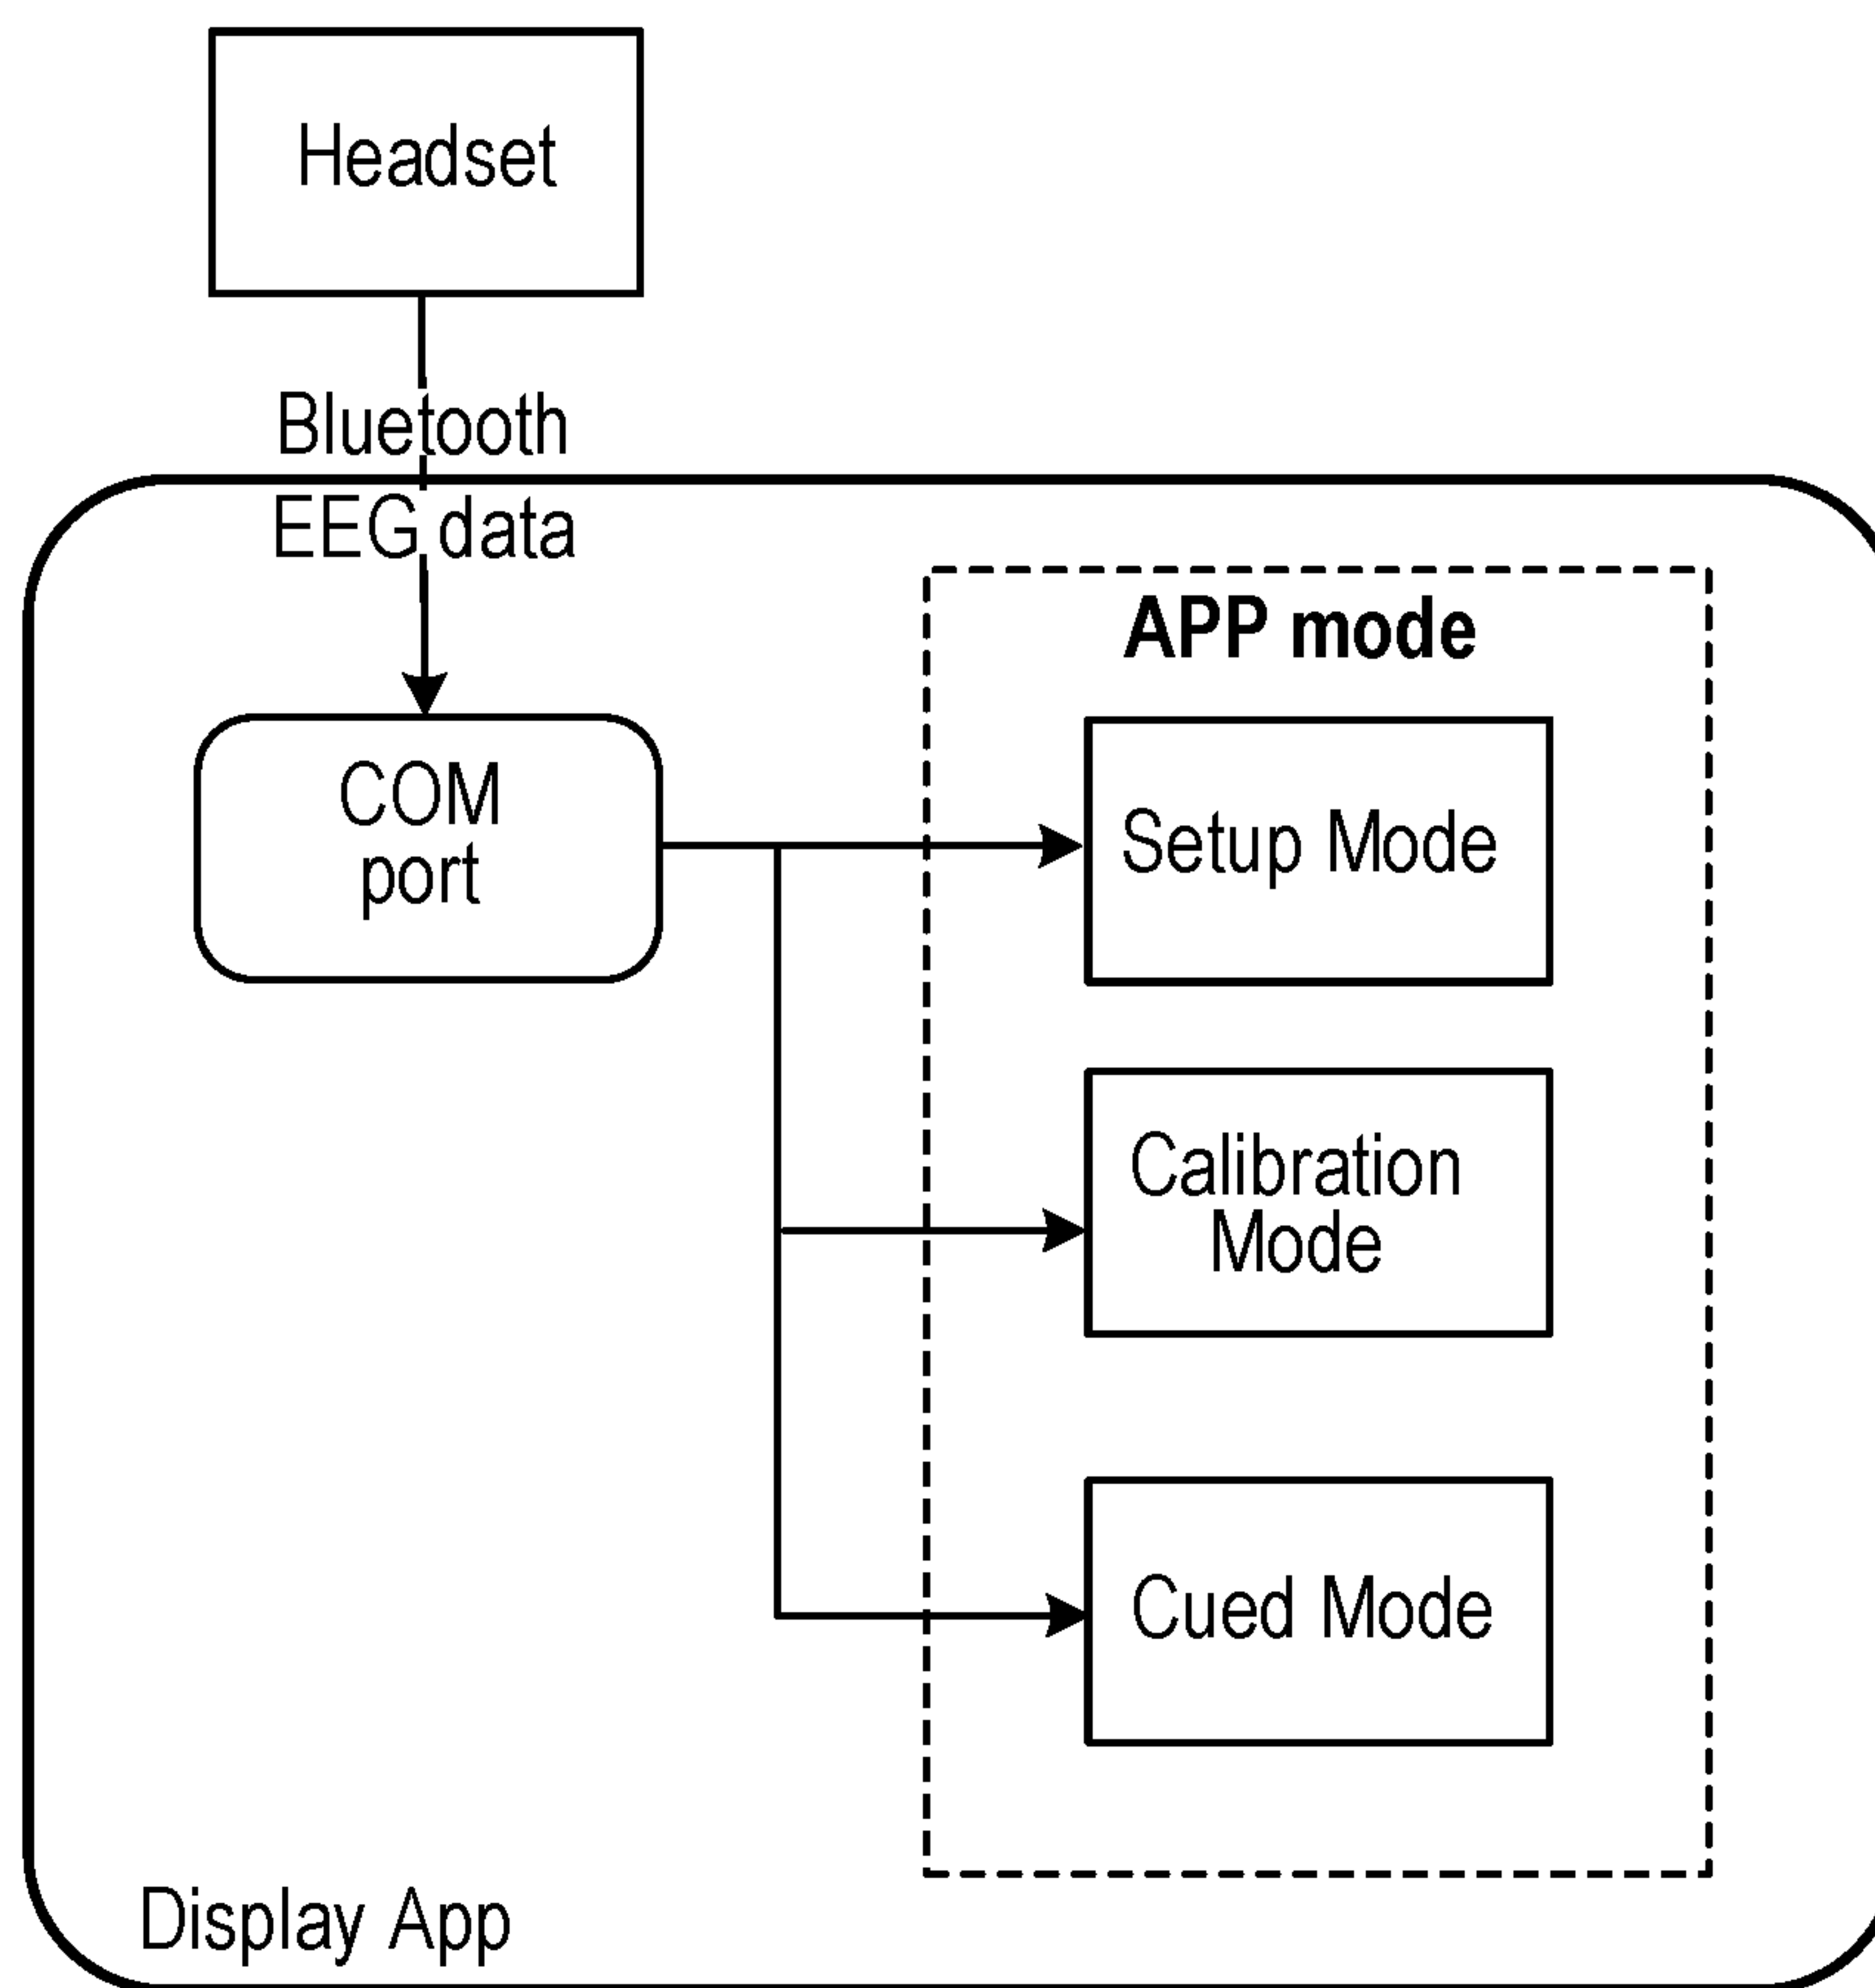 Headset
Bluetooth
EEG data
APP mode
COM
port
Setup Mode
Calibration
Mode
Cued Mode
Display App